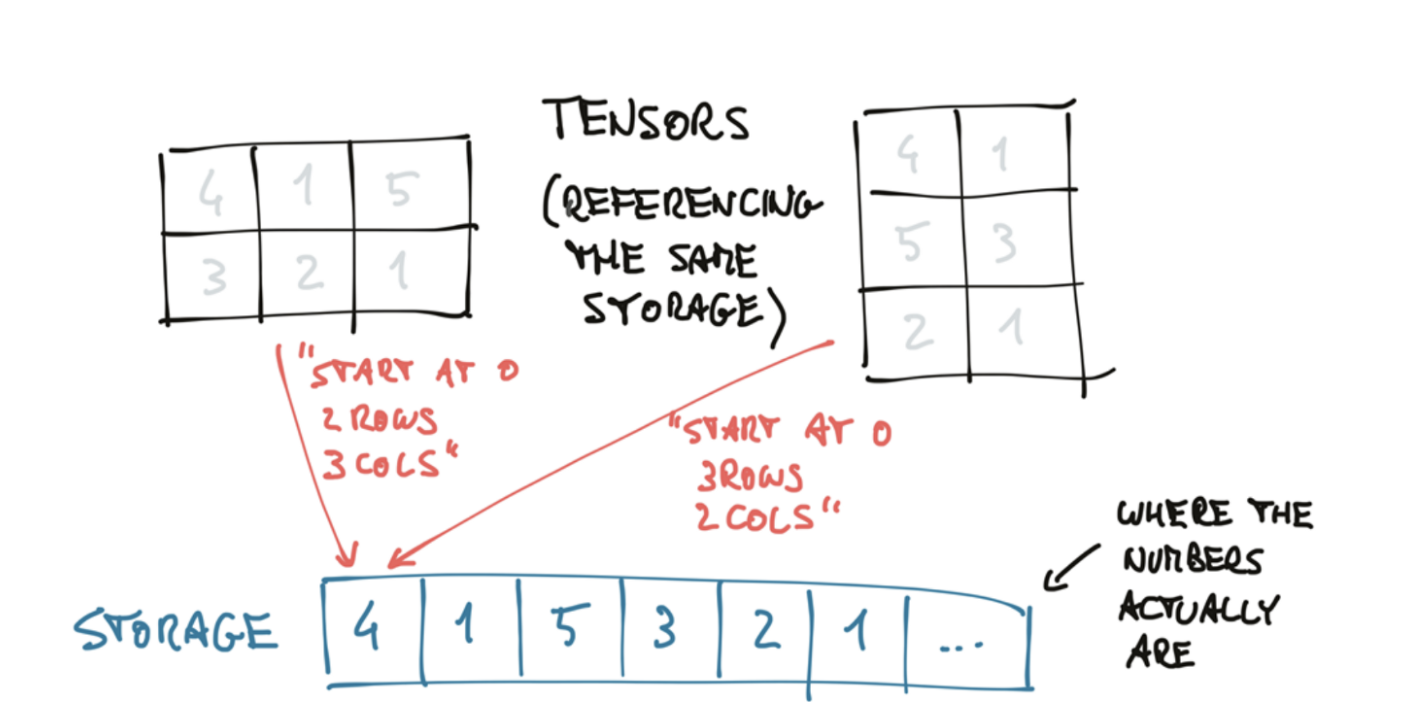 TENSORS
(REFERENCING
THE SAME
STORAGE)
4 1 5
3 2 1
4 1
5 3
2 1
"START AT 0
2 ROWS
3 COLS"
"START AT 0
3 ROWS
2 COLS"
WHERE THE
NUMBERS
ACTUALLY
ARE
STORAGE
4 1 5 3 2 1 ...